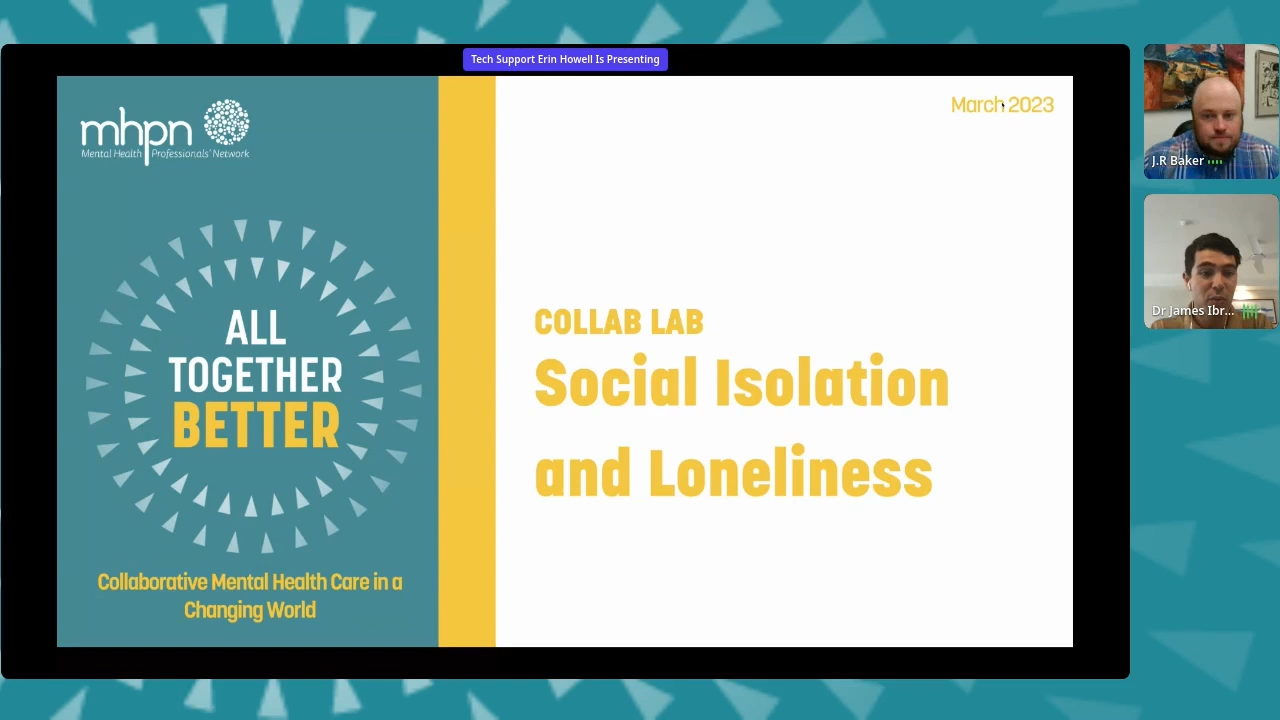 Tech Support Erin Howell Is Presenting
March 2023
mhpn
Mental Health Professionals' Network
ALL
TOGETHER
BETTER
Collaborative Mental Health Care in a
Changing World
COLLAB LAB
Social Isolation
and Loneliness
J.R Baker
Dr James Ibr...